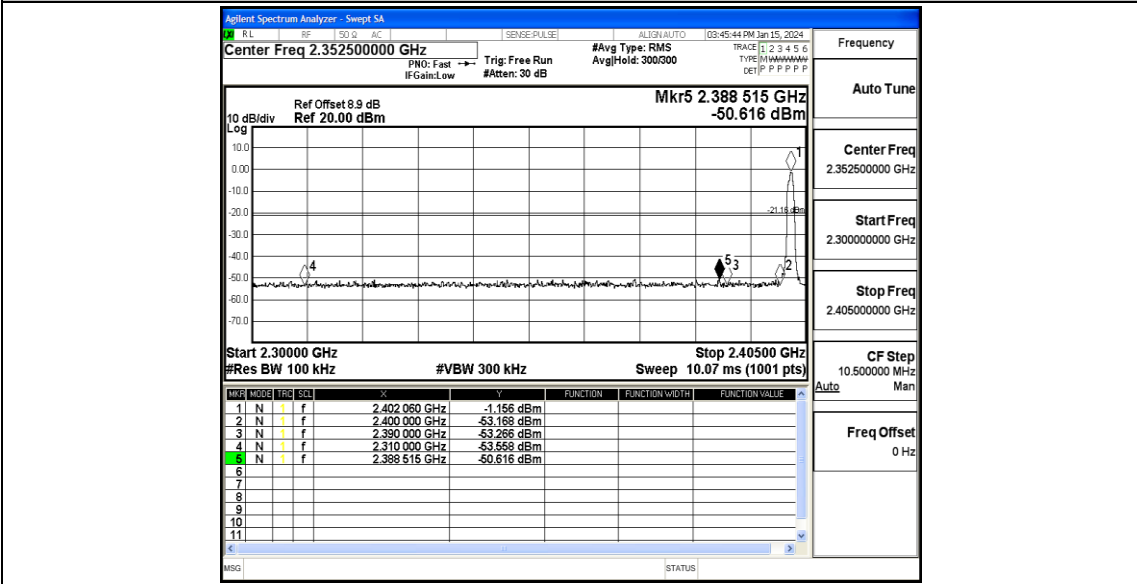 Agilent Spectrum Analyzer - Swept SA
RL RF 50 Ω AC SENSE:PULSE ALIGN AUTO 03:45:44 PM Jan 15, 2024
Center Freq 2.352500000 GHz
PNO: Fast
IFGain:Low
Trig: Free Run
#Atten: 30 dB
#Avg Type: RMS
Avg|Hold: 300/300
TRACE 1 2 3 4 5 6
TYPE M WWWWW
DET P P P P P P
Ref Offset 8.9 dB
10 dB/div Ref 20.00 dBm
Log
Mkr5 2.388 515 GHz
-50.616 dBm
10.0
0.00
-10.0
-20.0
-30.0
-40.0
-50.0
-60.0
-70.0
1
-21.16 dBm
4
5
3
2
Start 2.30000 GHz Stop 2.40500 GHz
#Res BW 100 kHz #VBW 300 kHz Sweep 10.07 ms (1001 pts)
MKR MODE TRC SCL X Y FUNCTION FUNCTION WIDTH FUNCTION VALUE
1 N 1 f 2.402 060 GHz -1.156 dBm
2 N 1 f 2.400 000 GHz -53.168 dBm
3 N 1 f 2.390 000 GHz -53.266 dBm
4 N 1 f 2.310 000 GHz -53.558 dBm
5 N 1 f 2.388 515 GHz -50.616 dBm
6
7
8
9
10
11
MSG STATUS
Frequency
Auto Tune
Center Freq
2.352500000 GHz
Start Freq
2.300000000 GHz
Stop Freq
2.405000000 GHz
CF Step
10.500000 MHz
Auto Man
Freq Offset
0 Hz